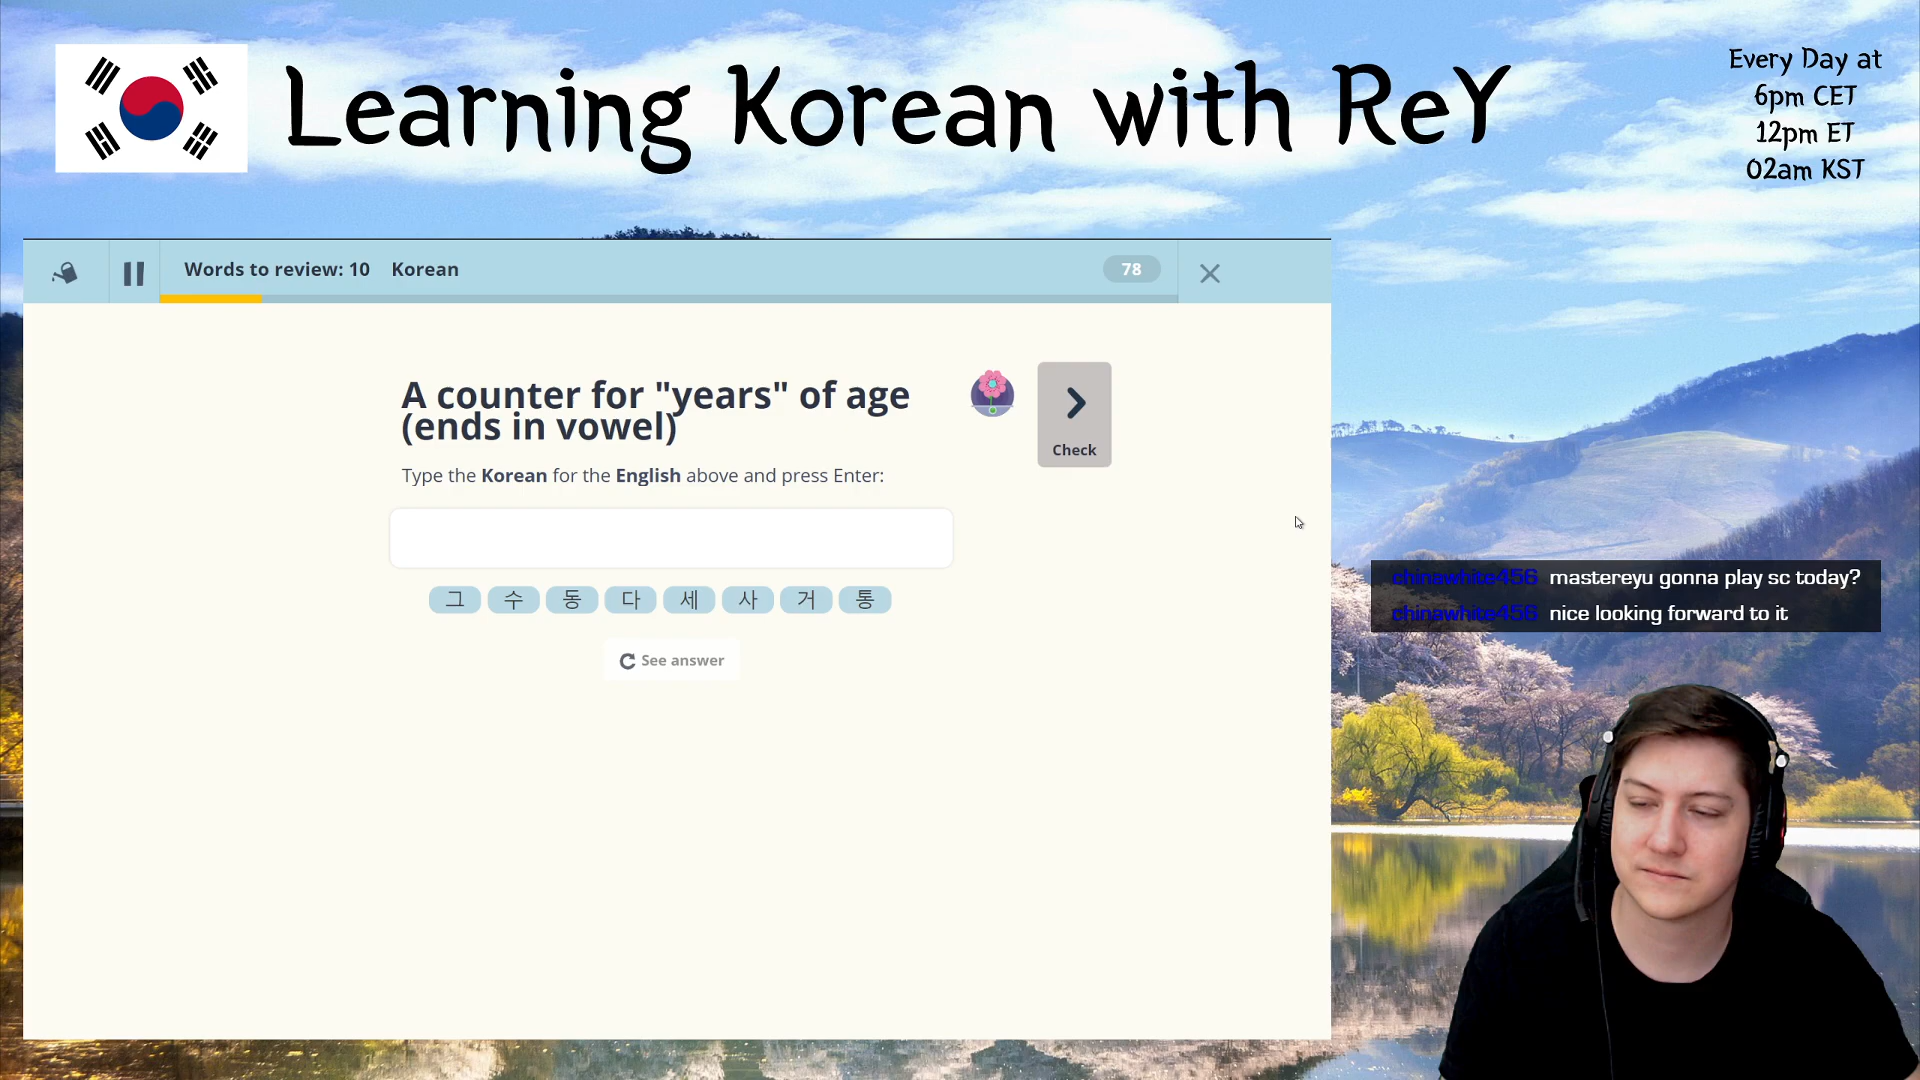 Learning Korean with ReY
Every Day at
6pm CET
12pm ET
02am KST
Words to review: 10 Korean
78
A counter for "years" of age
(ends in vowel)
Check
Type the Korean for the English above and press Enter:
그 수 동 다 세 사 거 통
See answer
chinawhite456 mastereyu gonna play sc today?
chinawhite456 nice looking forward to it